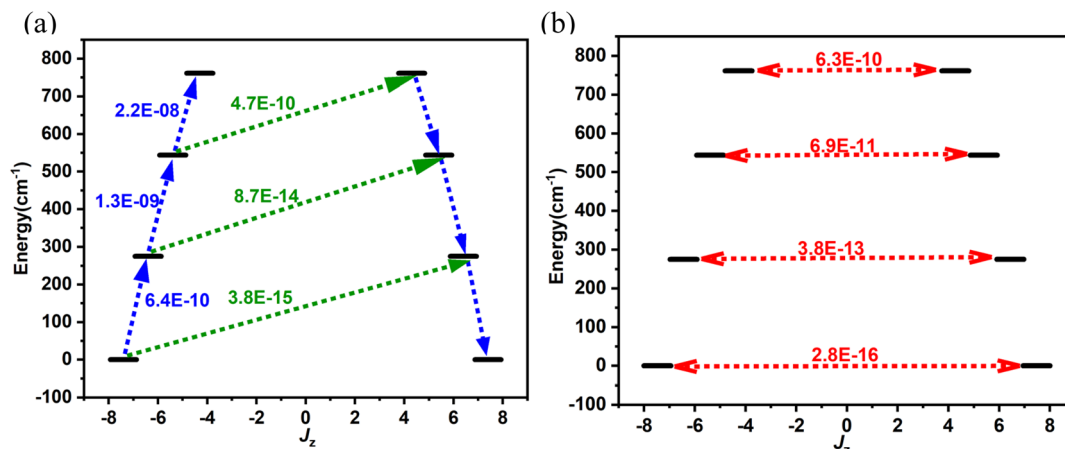 (a)
800
700
600
500
400
300
200
100
0
-100
Energy(cm-1)
2.2E-08
4.7E-10
1.3E-09
8.7E-14
6.4E-10
3.8E-15
-8 -6 -4 -2 0 2 4 6 8
Jz
(b)
800
700
600
500
400
300
200
100
0
-100
Energy(cm-1)
6.3E-10
6.9E-11
3.8E-13
2.8E-16
-8 -6 -4 -2 0 2 4 6 8
Jz